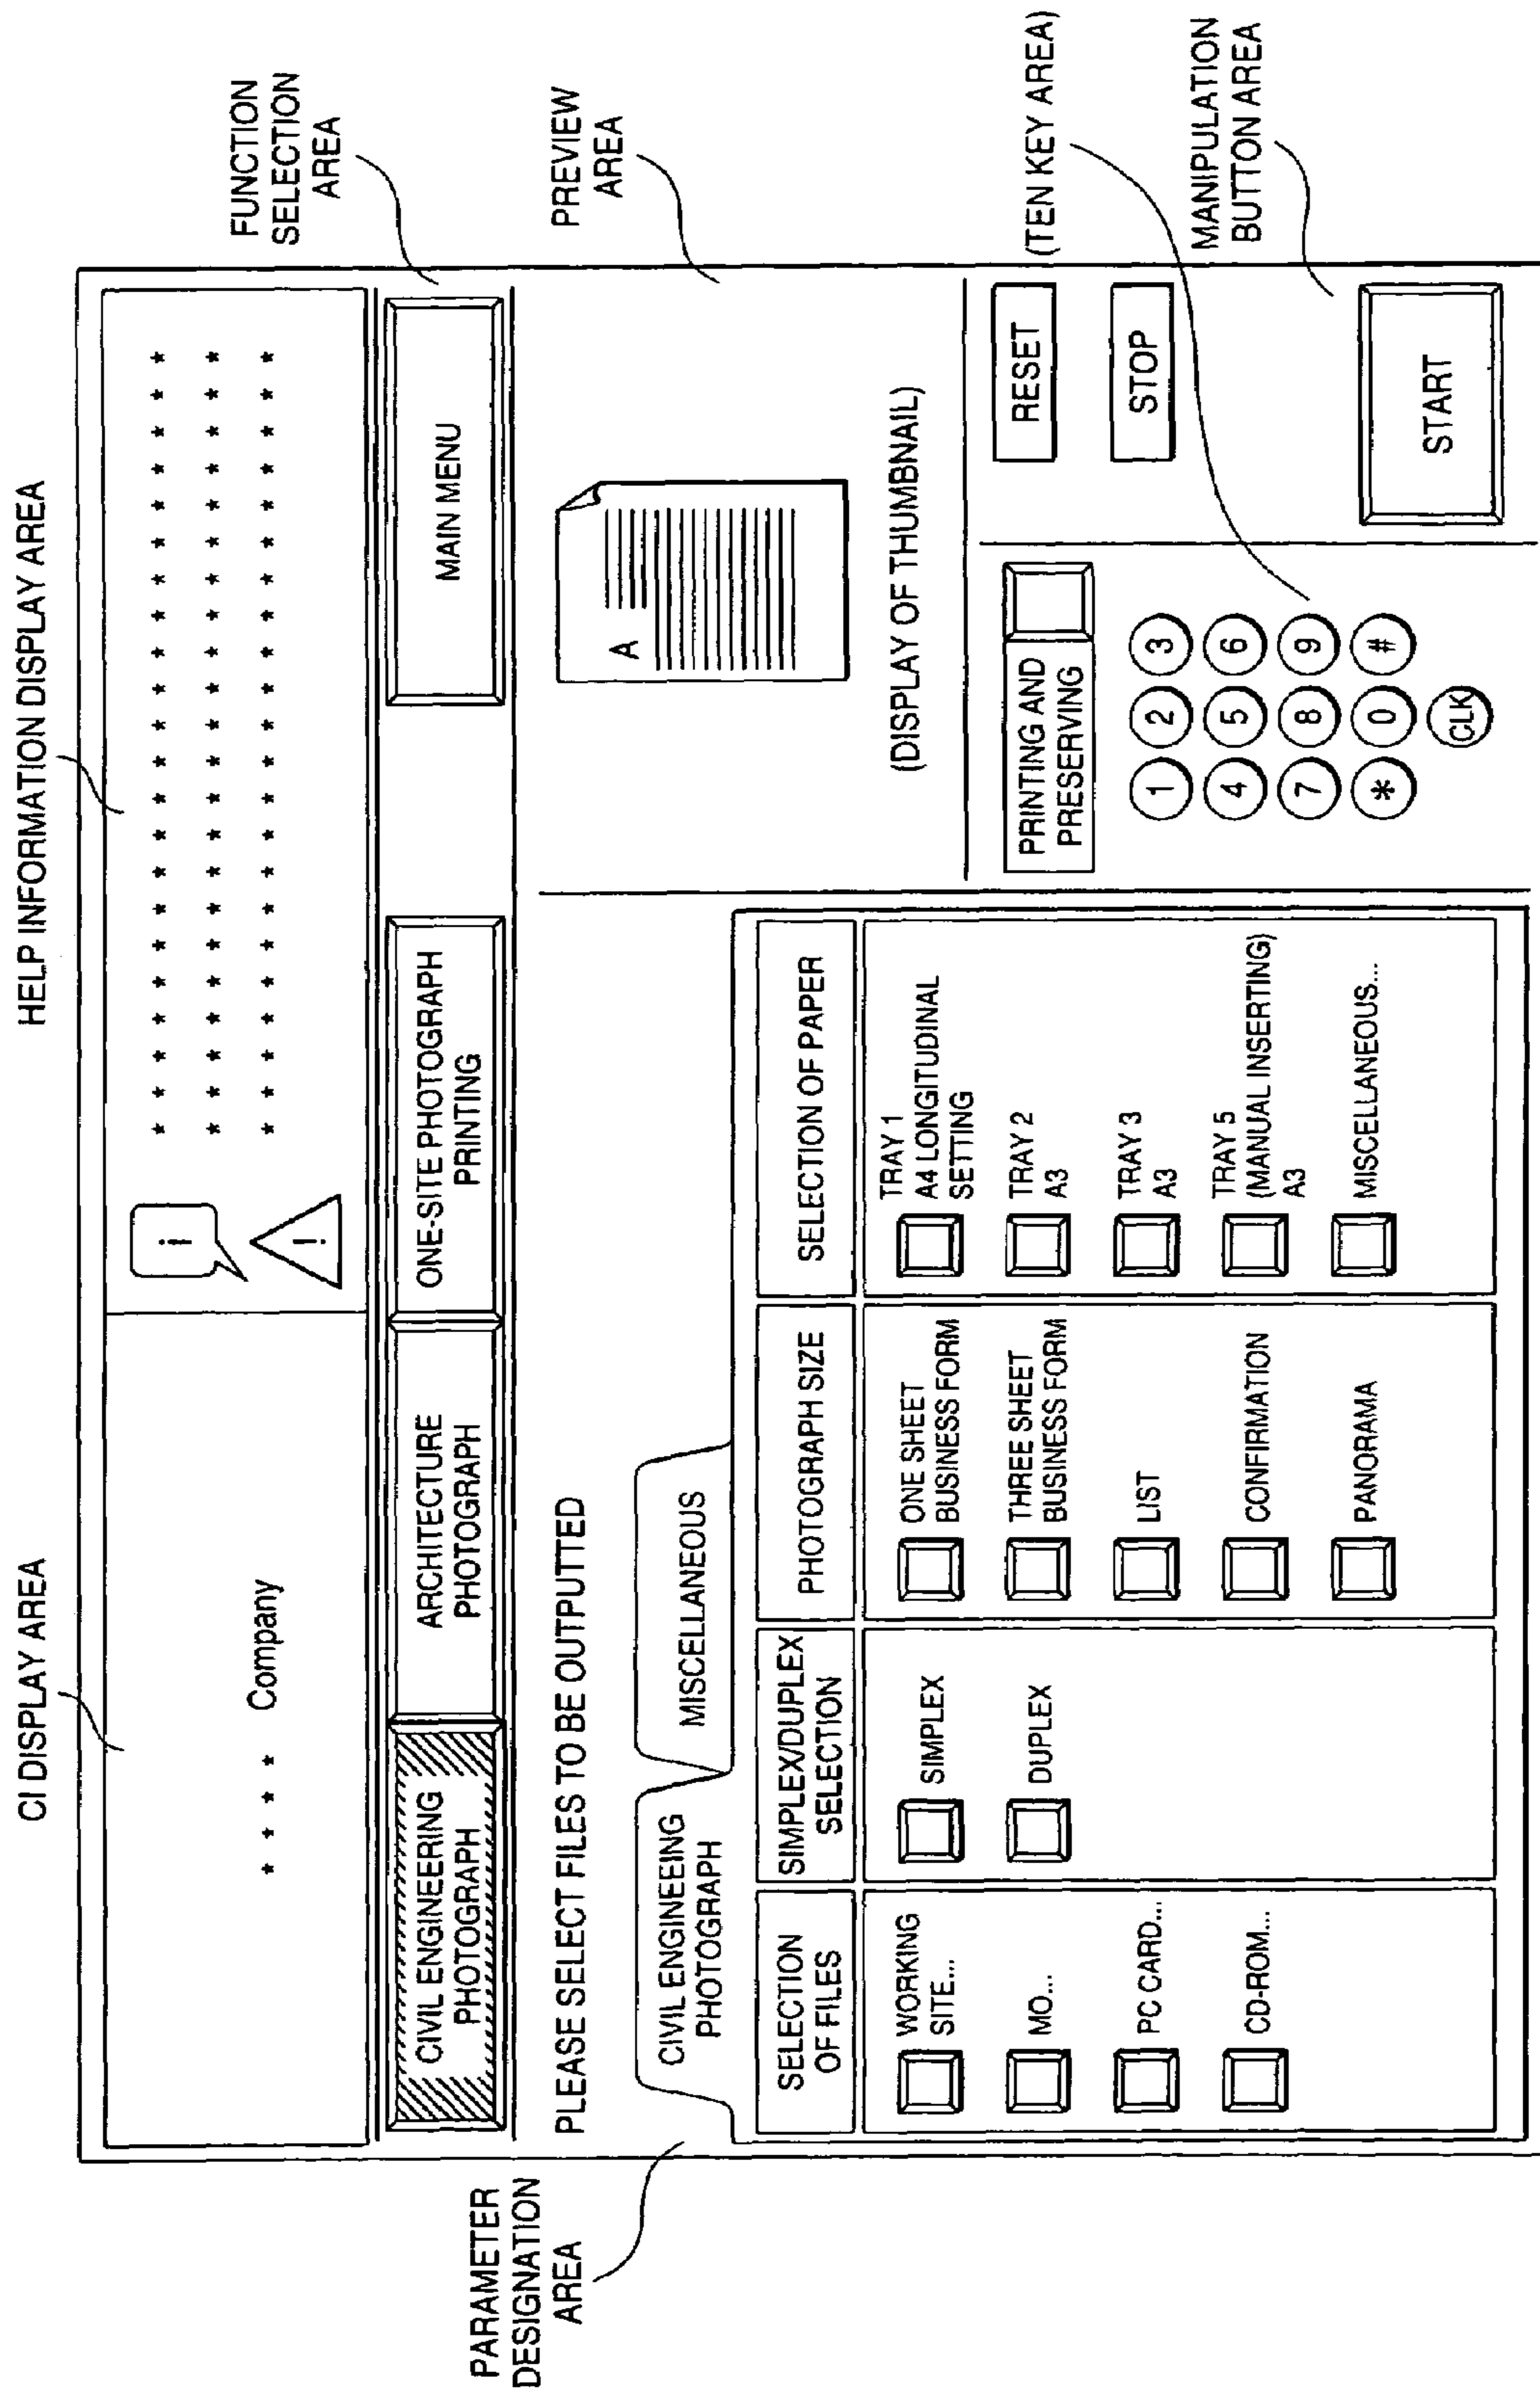 CI DISPLAY AREA
HELP INFORMATION DISPLAY AREA
* * * * Company
i
!
* * * * * * * * * * * * * * * * * * * * * *
* * * * * * * * * * * * * * * * * * * * * *
* * * * * * * * * * * * * * * * * * * * * *
FUNCTION
SELECTION
AREA
CIVIL ENGINEERING
PHOTOGRAPH
ARCHITECTURE
PHOTOGRAPH
ONE-SITE PHOTOGRAPH
PRINTING
MAIN MENU
PARAMETER
DESIGNATION
AREA
PLEASE SELECT FILES TO BE OUTPUTTED
CIVIL ENGINEEING
PHOTOGRAPH
MISCELLANEOUS
SELECTION
OF FILES
WORKING
SITE...
MO...
PC CARD...
CD-ROM...
SIMPLEX/DUPLEX
SELECTION
SIMPLEX
DUPLEX
PHOTOGRAPH SIZE
ONE SHEET
BUSINESS FORM
THREE SHEET
BUSINESS FORM
LIST
CONFIRMATION
PANORAMA
SELECTION OF PAPER
TRAY 1
A4 LONGITUDINAL
SETTING
TRAY 2
A3
TRAY 3
A3
TRAY 5
(MANUAL INSERTING)
A3
MISCELLANEOUS...
PREVIEW
AREA
A
(DISPLAY OF THUMBNAIL)
PRINTING AND
PRESERVING
1 2 3
4 5 6
7 8 9
* 0 #
CLK
(TEN KEY AREA)
RESET
STOP
START
MANIPULATION
BUTTON AREA